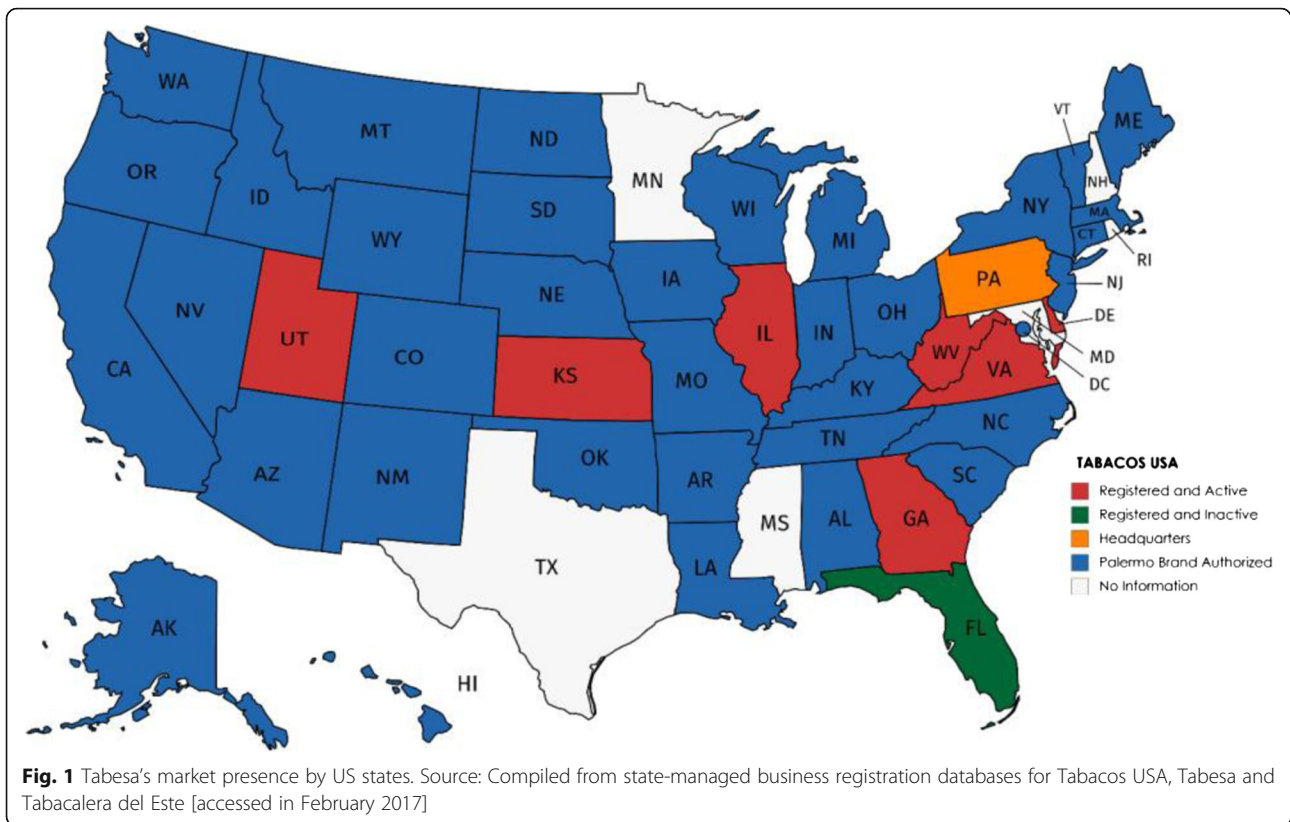 WA
MT
ND
MN
VT
ME
OR
ID
SD
WI
NY
NH
MA
WY
MI
CT
RI
IA
PA
NJ
NE
NV
OH
IN
IL
DE
UT
CO
WV
MD
CA
KS
MO
VA
DC
KY
NC
TN
OK
AZ
NM
AR
SC
MS
AL
GA
TX
LA
FL
AK
HI
TABACOS USA
Registered and Active
Registered and Inactive
Headquarters
Palermo Brand Authorized
No Information
Fig. 1 Tabesa's market presence by US states. Source: Compiled from state-managed business registration databases for Tabacos USA, Tabesa and
Tabacalera del Este [accessed in February 2017]